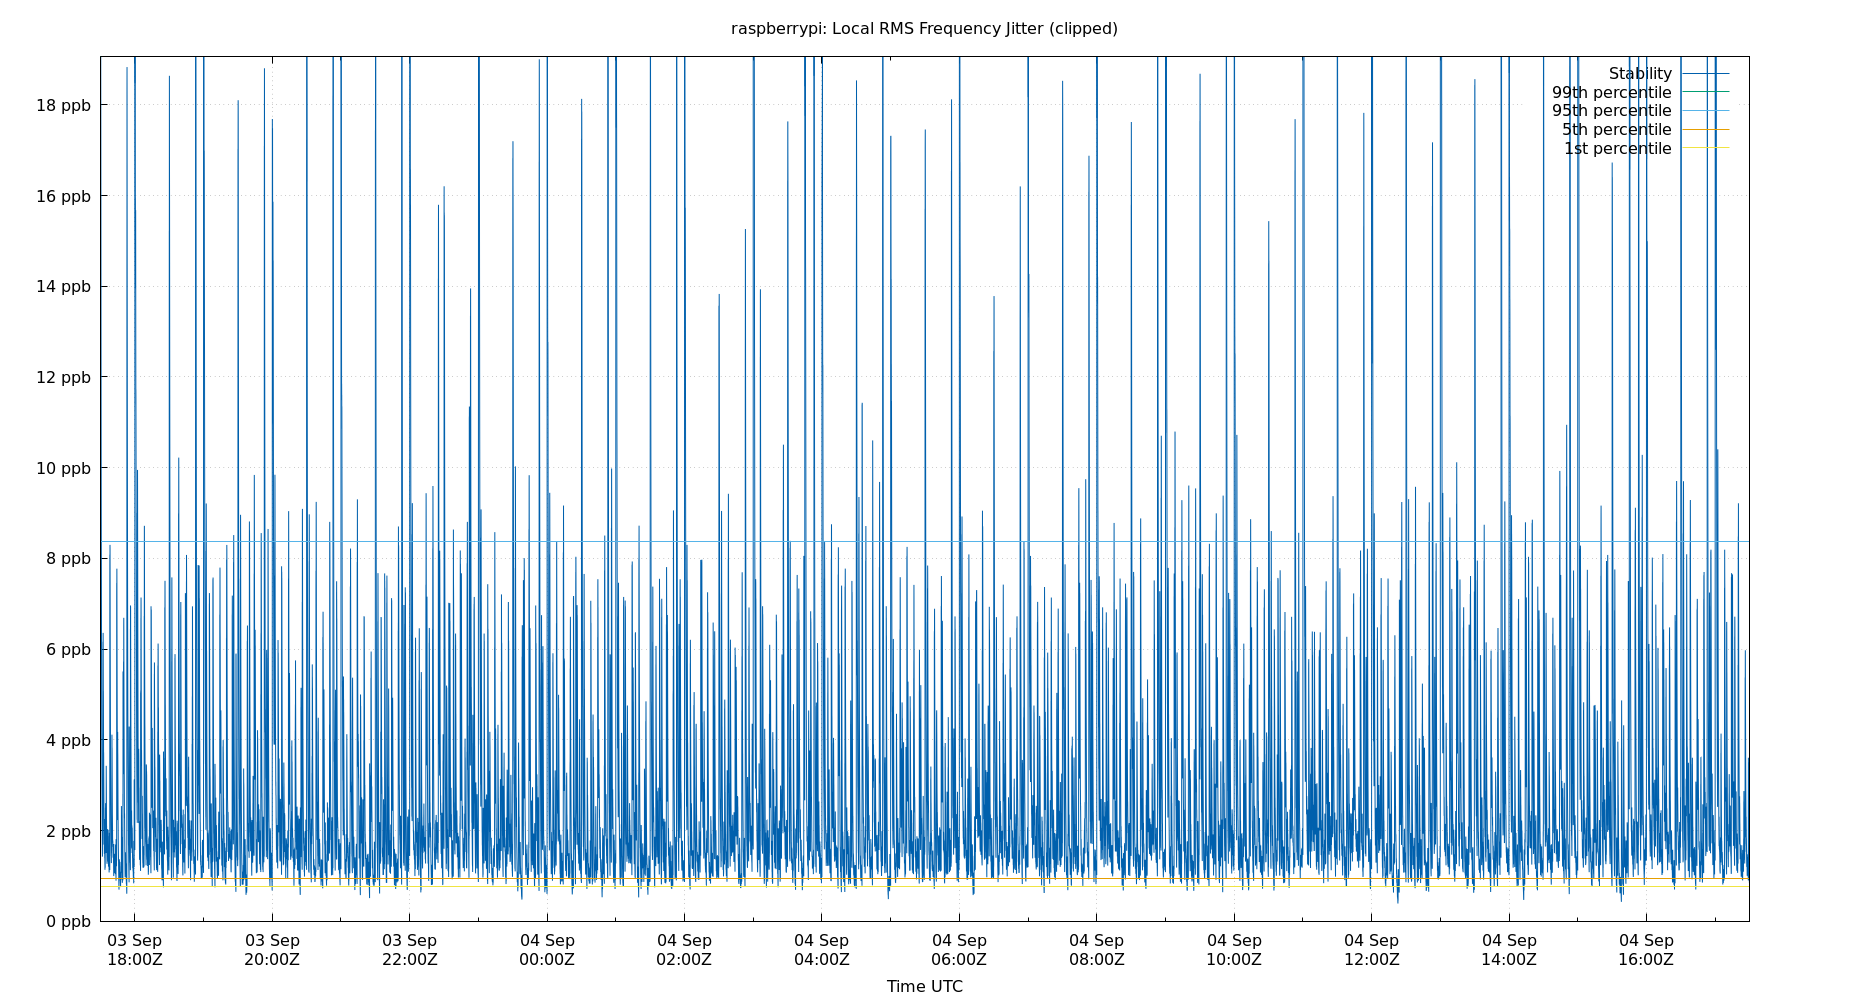 raspberrypi: Local RMS Frequency Jitter (clipped)
Stability
99th percentile
95th percentile
5th percentile
1st percentile
18 ppb
16 ppb
14 ppb
12 ppb
10 ppb
8 ppb
6 ppb
4 ppb
2 ppb
0 ppb
03 Sep 03 Sep 03 Sep 04 Sep 04 Sep 04 Sep 04 Sep 04 Sep 04 Sep 04 Sep 04 Sep 04 Sep
18:00Z 20:00Z 22:00Z 00:00Z 02:00Z 04:00Z 06:00Z 08:00Z 10:00Z 12:00Z 14:00Z 16:00Z
Time UTC